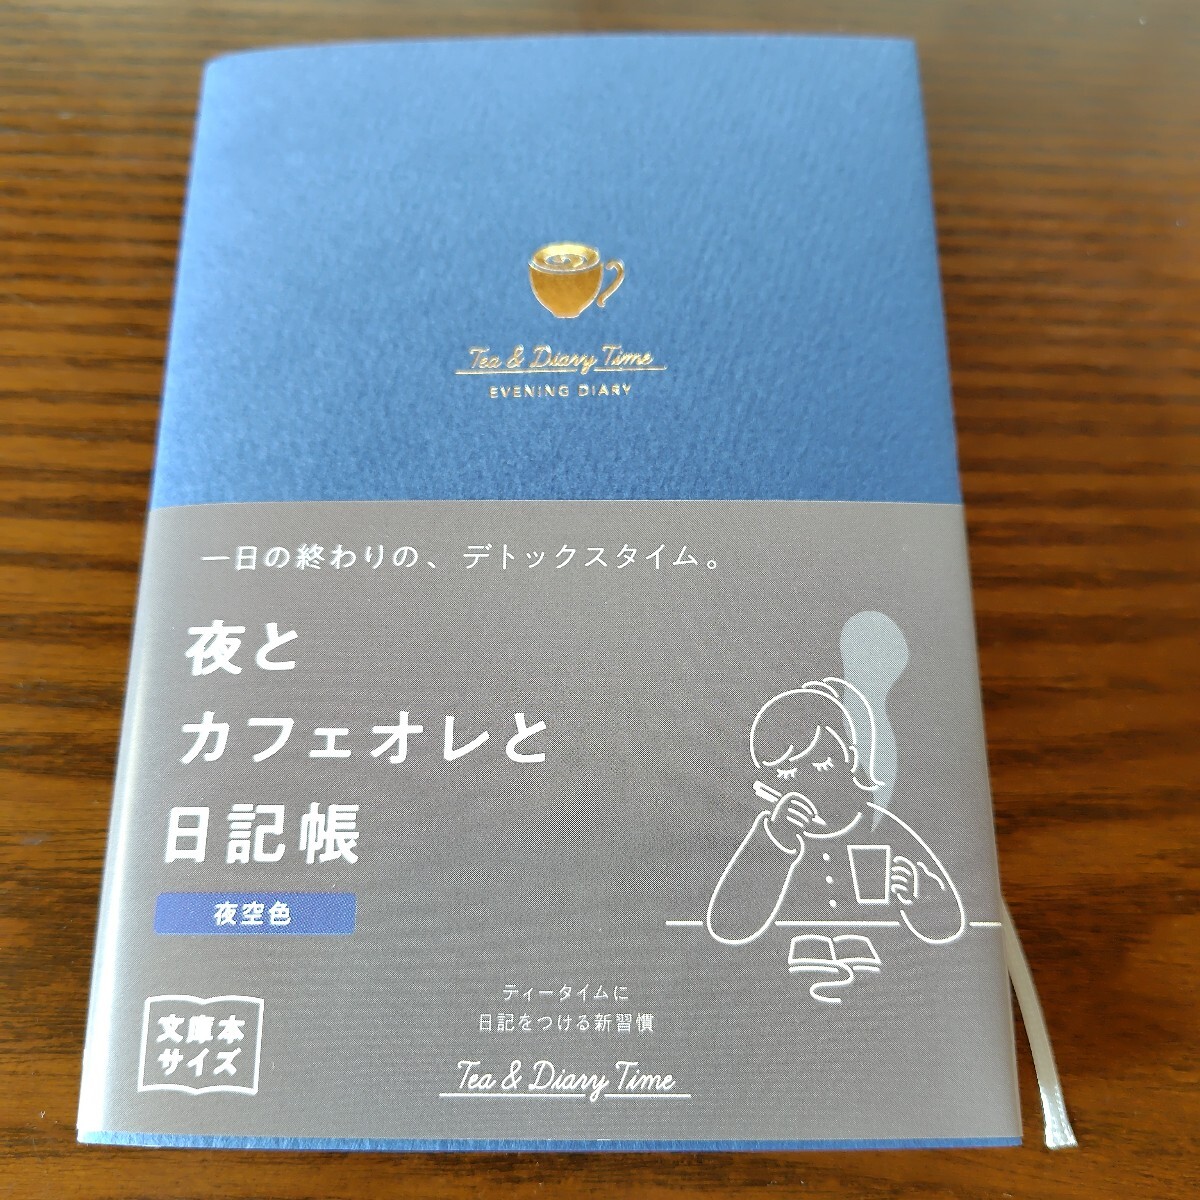 Tea & Diary Time
EVENING DIARY
一日の終わりの、デトックスタイム。
夜と
カフェオレと
日記帳
夜空色
ティータイムに
日記をつける新習慣
文庫本
サイズ
Tea & Diary Time